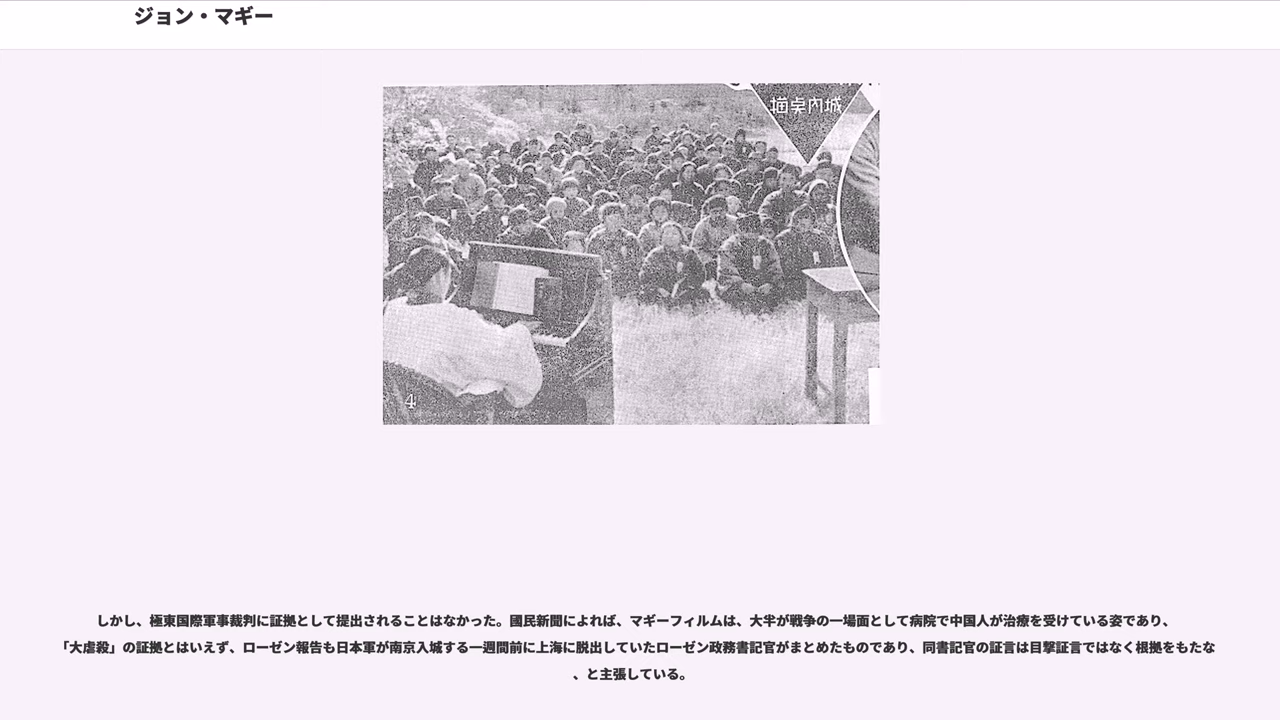 ジョン・マギー
城内卓描
4
しかし、極東国際軍事裁判に証拠として提出されることはなかった。國民新聞によれば、マギーフィルムは、大半が戦争の一場面として病院で中国人が治療を受けている姿であり、
「大虐殺」の証拠とはいえず、ローゼン報告も日本軍が南京入城する一週間前に上海に脱出していたローゼン政務書記官がまとめたものであり、同書記官の証言は目撃証言ではなく根拠をもたな
、と主張している。